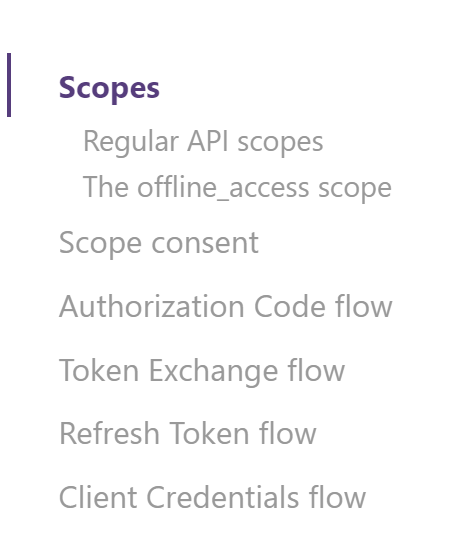 Scopes
Regular API scopes
The offline_access scope
Scope consent
Authorization Code flow
Token Exchange flow
Refresh Token flow
Client Credentials flow